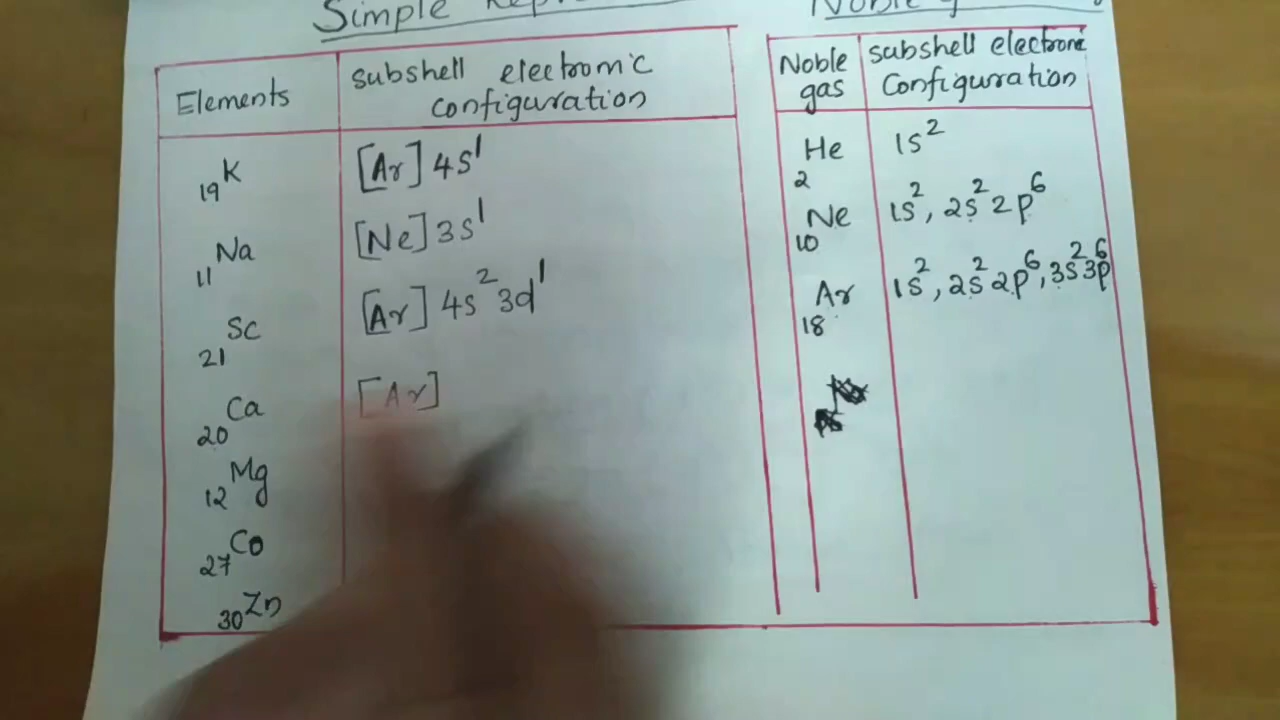 Simple
Noble
Elements
subshell electronic
configuration
19K
[Ar] 4s¹
11Na
[Ne] 3s¹
21Sc
[Ar] 4s² 3d¹
20Ca
[Ar]
12Mg
27Co
30Zn
Noble
gas
subshell electronic
Configuration
He
2
1s²
Ne
10
1s², 2s² 2p⁶
Ar
18
1s², 2s² 2p⁶, 3s² 3p⁶